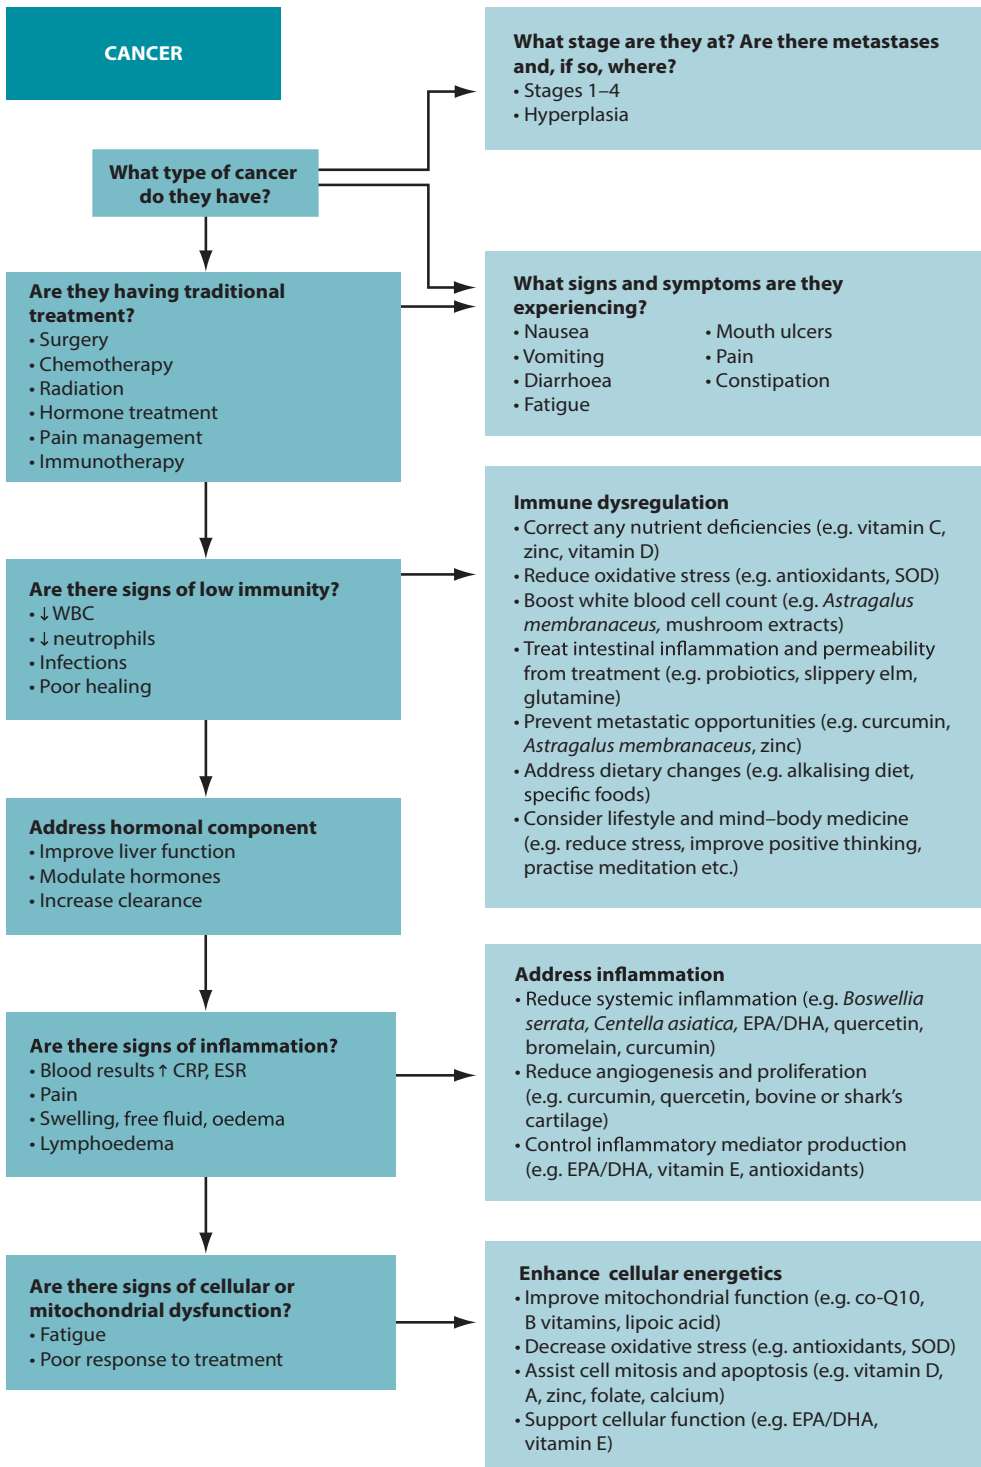 CANCER
What stage are they at? Are there metastases
and, if so, where?
• Stages 1–4
• Hyperplasia
What type of cancer
do they have?
Are they having traditional
treatment?
• Surgery
• Chemotherapy
• Radiation
• Hormone treatment
• Pain management
• Immunotherapy
What signs and symptoms are they
experiencing?
• Nausea
• Vomiting
• Diarrhoea
• Fatigue
• Mouth ulcers
• Pain
• Constipation
Are there signs of low immunity?
• ↓ WBC
• ↓ neutrophils
• Infections
• Poor healing
Immune dysregulation
• Correct any nutrient deficiencies (e.g. vitamin C,
zinc, vitamin D)
• Reduce oxidative stress (e.g. antioxidants, SOD)
• Boost white blood cell count (e.g. Astragalus
membranaceus, mushroom extracts)
• Treat intestinal inflammation and permeability
from treatment (e.g. probiotics, slippery elm,
glutamine)
• Prevent metastatic opportunities (e.g. curcumin,
Astragalus membranaceus, zinc)
• Address dietary changes (e.g. alkalising diet,
specific foods)
• Consider lifestyle and mind–body medicine
(e.g. reduce stress, improve positive thinking,
practise meditation etc.)
Address hormonal component
• Improve liver function
• Modulate hormones
• Increase clearance
Are there signs of inflammation?
• Blood results ↑ CRP, ESR
• Pain
• Swelling, free fluid, oedema
• Lymphoedema
Address inflammation
• Reduce systemic inflammation (e.g. Boswellia
serrata, Centella asiatica, EPA/DHA, quercetin,
bromelain, curcumin)
• Reduce angiogenesis and proliferation
(e.g. curcumin, quercetin, bovine or shark's
cartilage)
• Control inflammatory mediator production
(e.g. EPA/DHA, vitamin E, antioxidants)
Are there signs of cellular or
mitochondrial dysfunction?
• Fatigue
• Poor response to treatment
Enhance cellular energetics
• Improve mitochondrial function (e.g. co-Q10,
B vitamins, lipoic acid)
• Decrease oxidative stress (e.g. antioxidants, SOD)
• Assist cell mitosis and apoptosis (e.g. vitamin D,
A, zinc, folate, calcium)
• Support cellular function (e.g. EPA/DHA,
vitamin E)